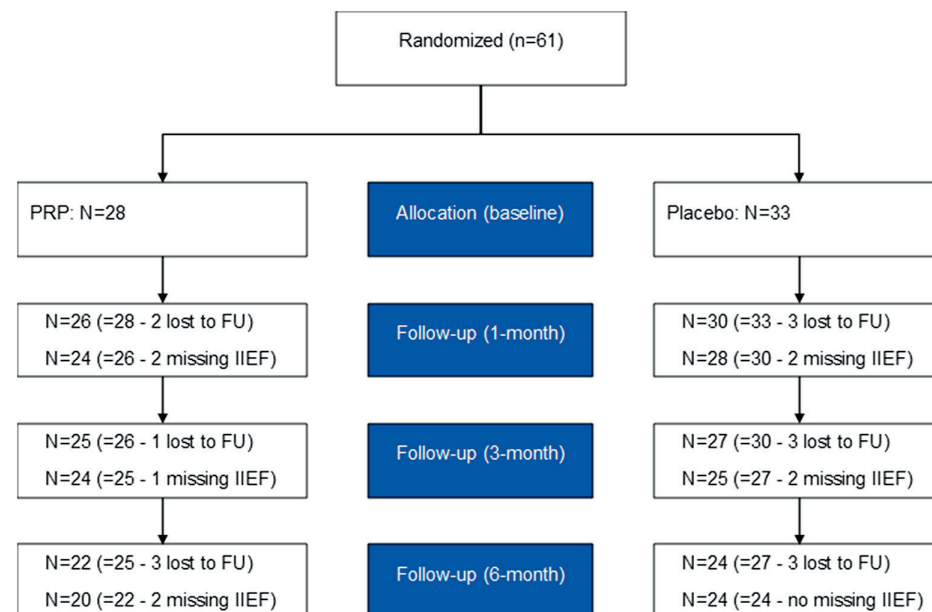 Randomized (n=61)
PRP: N=28
Allocation (baseline)
Placebo: N=33
N=26 (=28 - 2 lost to FU)
N=24 (=26 - 2 missing IIEF)
Follow-up (1-month)
N=30 (=33 - 3 lost to FU)
N=28 (=30 - 2 missing IIEF)
N=25 (=26 - 1 lost to FU)
N=24 (=25 - 1 missing IIEF)
Follow-up (3-month)
N=27 (=30 - 3 lost to FU)
N=25 (=27 - 2 missing IIEF)
N=22 (=25 - 3 lost to FU)
N=20 (=22 - 2 missing IIEF)
Follow-up (6-month)
N=24 (=27 - 3 lost to FU)
N=24 (=24 - no missing IIEF)